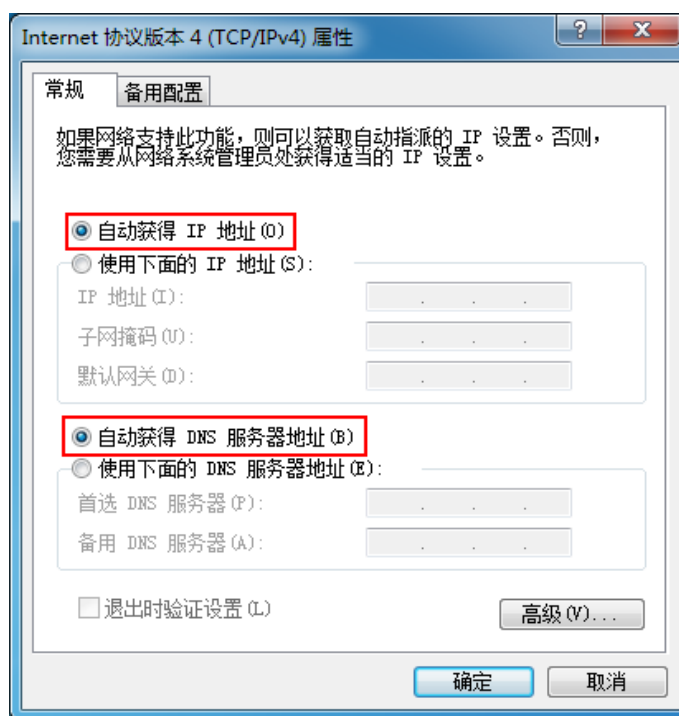 Internet 协议版本 4 (TCP/IPv4) 属性
? X
常规 备用配置
如果网络支持此功能，则可以获取自动指派的 IP 设置。否则，
您需要从网络系统管理员处获得适当的 IP 设置。
自动获得 IP 地址(O)
使用下面的 IP 地址(S):
IP 地址(I):
子网掩码(U):
默认网关(D):
自动获得 DNS 服务器地址(B)
使用下面的 DNS 服务器地址(E):
首选 DNS 服务器(P):
备用 DNS 服务器(A):
退出时验证设置(L)
高级(V)...
确定 取消